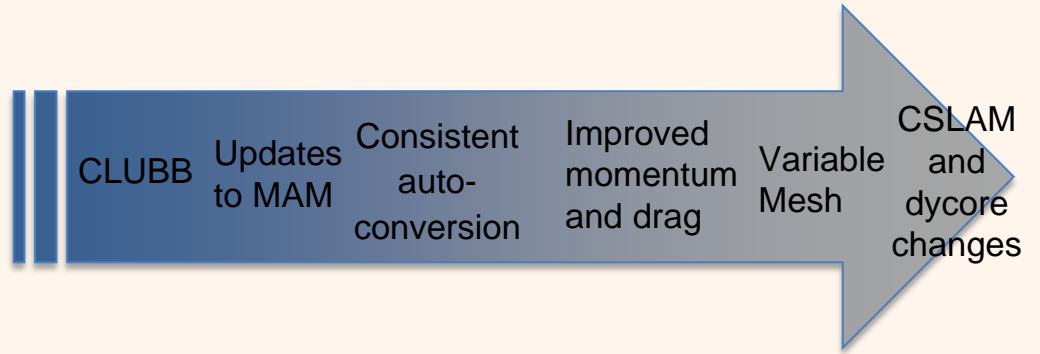 CLUBB
Updates
to MAM
Consistent
auto-
conversion
Improved
momentum
and drag
Variable
Mesh
CSLAM
and
dycore
changes